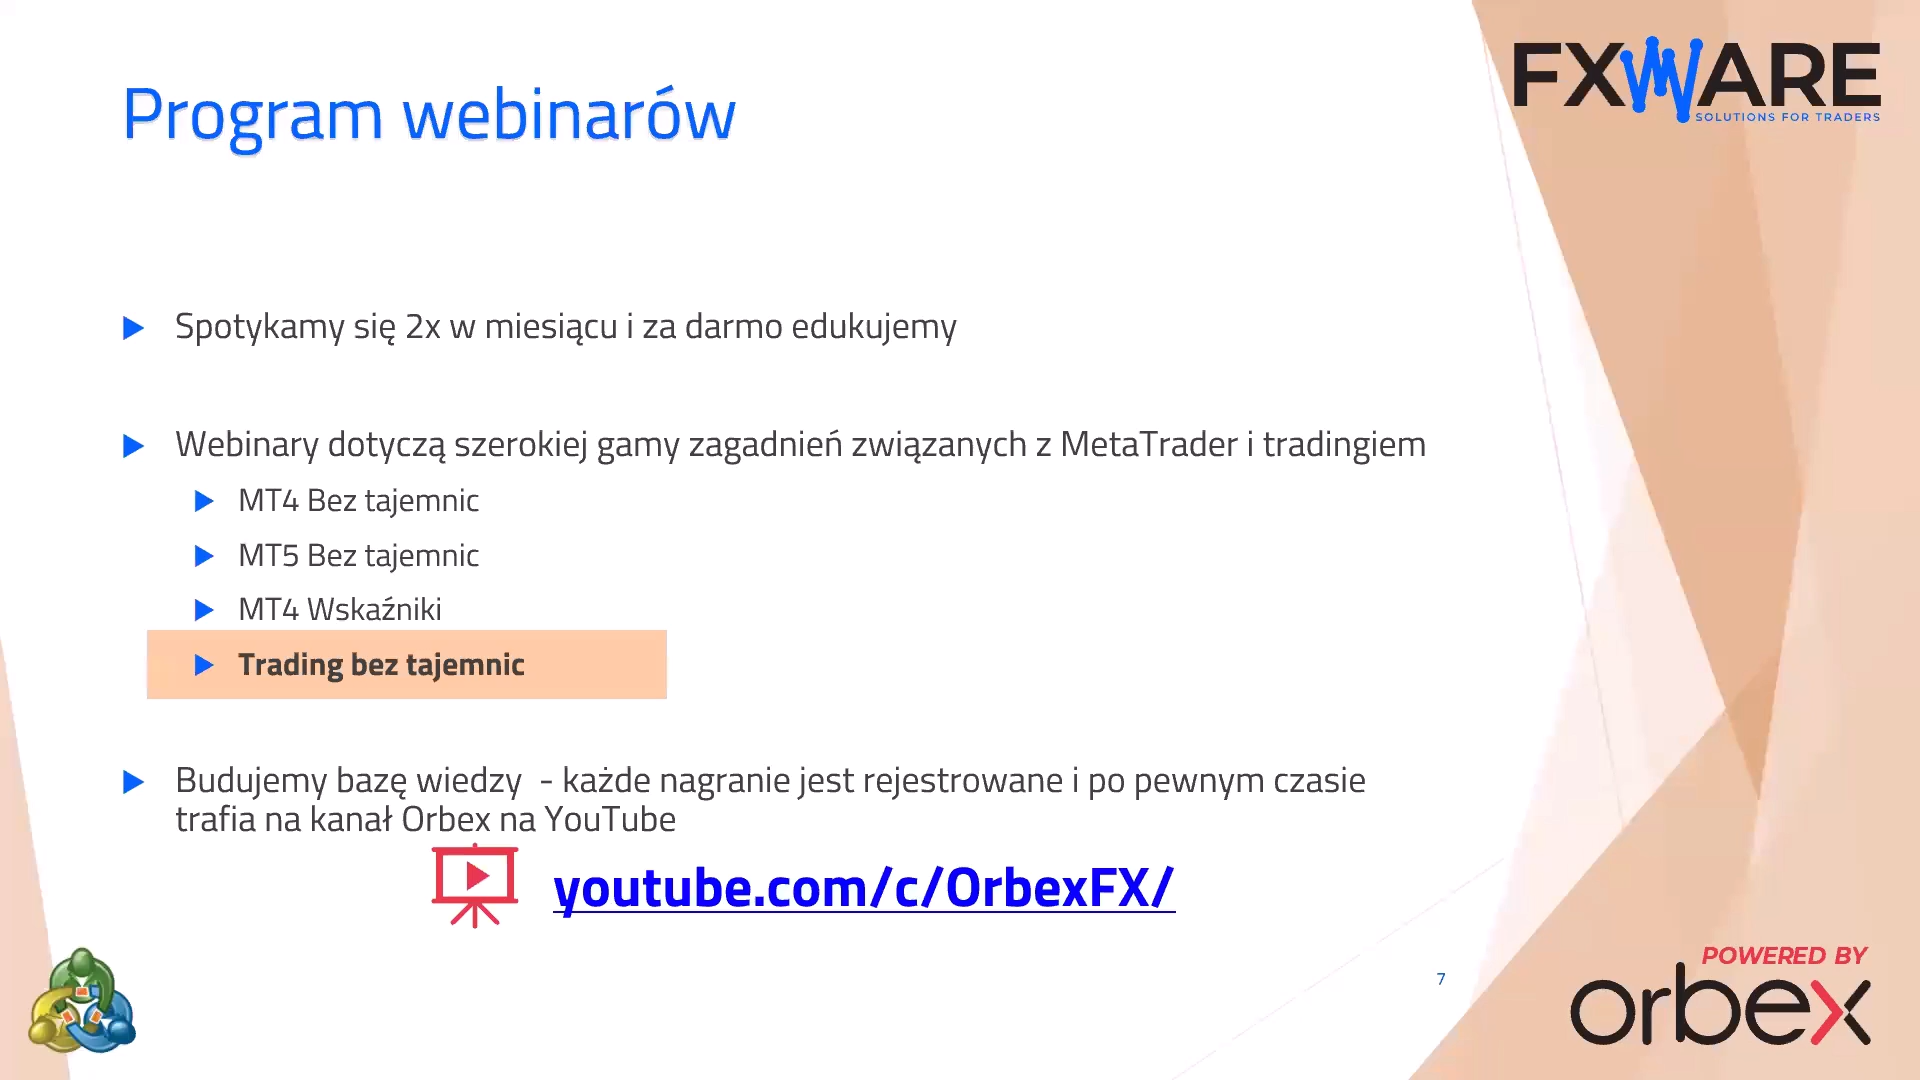 FXWARE
SOLUTIONS FOR TRADERS
Program webinarów
Spotykamy się 2x w miesiącu i za darmo edukujemy
Webinary dotyczą szerokiej gamy zagadnień związanych z MetaTrader i tradingiem
MT4 Bez tajemnic
MT5 Bez tajemnic
MT4 Wskaźniki
Trading bez tajemnic
Budujemy bazę wiedzy - każde nagranie jest rejestrowane i po pewnym czasie
trafia na kanał Orbex na YouTube
youtube.com/c/OrbexFX/
7
POWERED BY
orbex